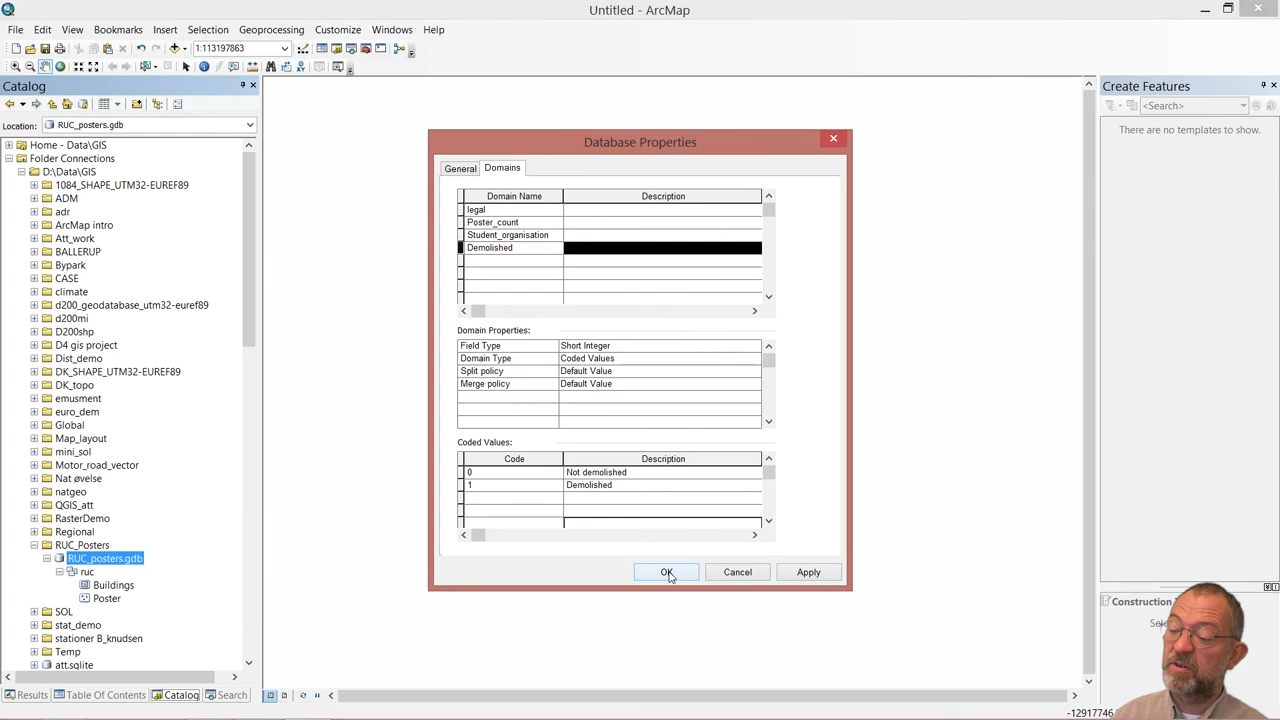 Untitled - ArcMap
File Edit View Bookmarks Insert Selection Geoprocessing Customize Windows Help
1:113197863
Catalog
Location: RUC_posters.gdb
Home - Data\GIS
Folder Connections
D:\Data\GIS
1084_SHAPE_UTM32-EUREF89
ADM
adr
ArcMap intro
Att_work
BALLERUP
Bypark
CASE
climate
d200_geodatabase_utm32-euref89
d200mi
D200shp
D4 gis project
Dist_demo
DK_SHAPE_UTM32-EUREF89
DK_topo
emusment
euro_dem
Global
Map_layout
mini_sol
Motor_road_vector
Nat øvelse
natgeo
QGIS_att
RasterDemo
Regional
RUC_Posters
RUC_posters.gdb
ruc
Buildings
Poster
SOL
stat_demo
stationer B_knudsen
Temp
att.sqlite
Results Table Of Contents Catalog Search
Database Properties
General Domains
Domain Name Description
legal
Poster_count
Student_organisation
Demolished
Domain Properties:
Field Type Short Integer
Domain Type Coded Values
Split policy Default Value
Merge policy Default Value
Coded Values:
Code Description
0 Not demolished
1 Demolished
OK Cancel Apply
Create Features
<Search>
There are no templates to show.
Construction
-12917746